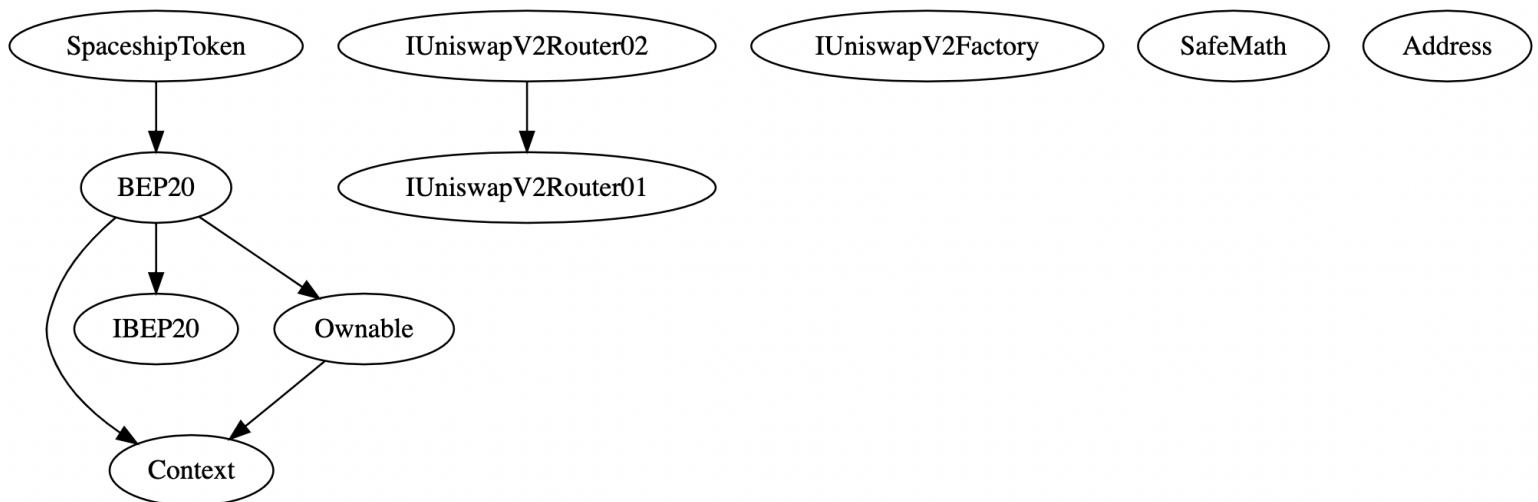 SpaceshipToken
IUniswapV2Router02
IUniswapV2Factory
SafeMath
Address
BEP20
IUniswapV2Router01
IBEP20
Ownable
Context